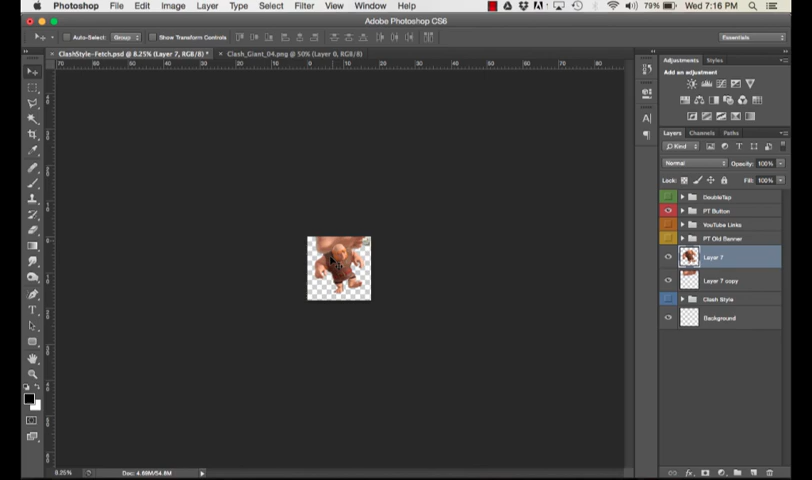 Photoshop File Edit Image Layer Type Select Filter 3D View Window Help 79% Wed 7:16 PM
Adobe Photoshop CS6
Auto-Select: Group Show Transform Controls Essentials
ClashStyle-Fetch.psd @ 8.25% (Layer 7, RGB/8) * Clash_Giant_04.png @ 50% (Layer 0, RGB/8)
Adjustments Styles
Add an adjustment
Layers Channels Paths
Kind
Normal Opacity: 100%
Lock: Fill: 100%
DoubleTap
PT Button
YouTube Links
PT Old Banner
Layer 7
Layer 7 copy
Clash Style
Background
8.25% Doc: 4.69M/54.8M